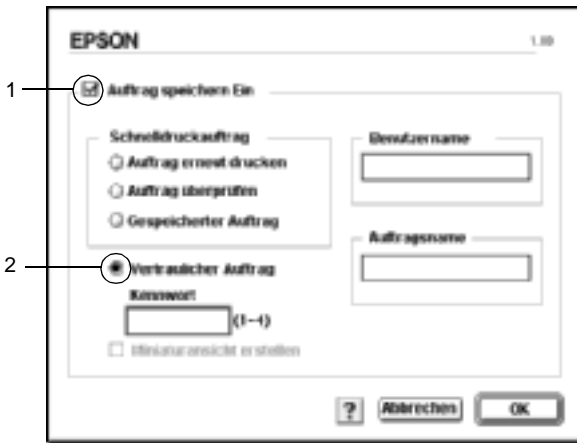 EPSON
1.00
1
Auftrag speichern Ein
Schnelldruckauftrag
Auftrag erneut drucken
Auftrag überprüfen
Gespeicherter Auftrag
Benutzername
Auftragsname
2
Vertraulicher Auftrag
Kennwort
(1~4)
Miniaturansicht erstellen
?
Abbrechen
OK